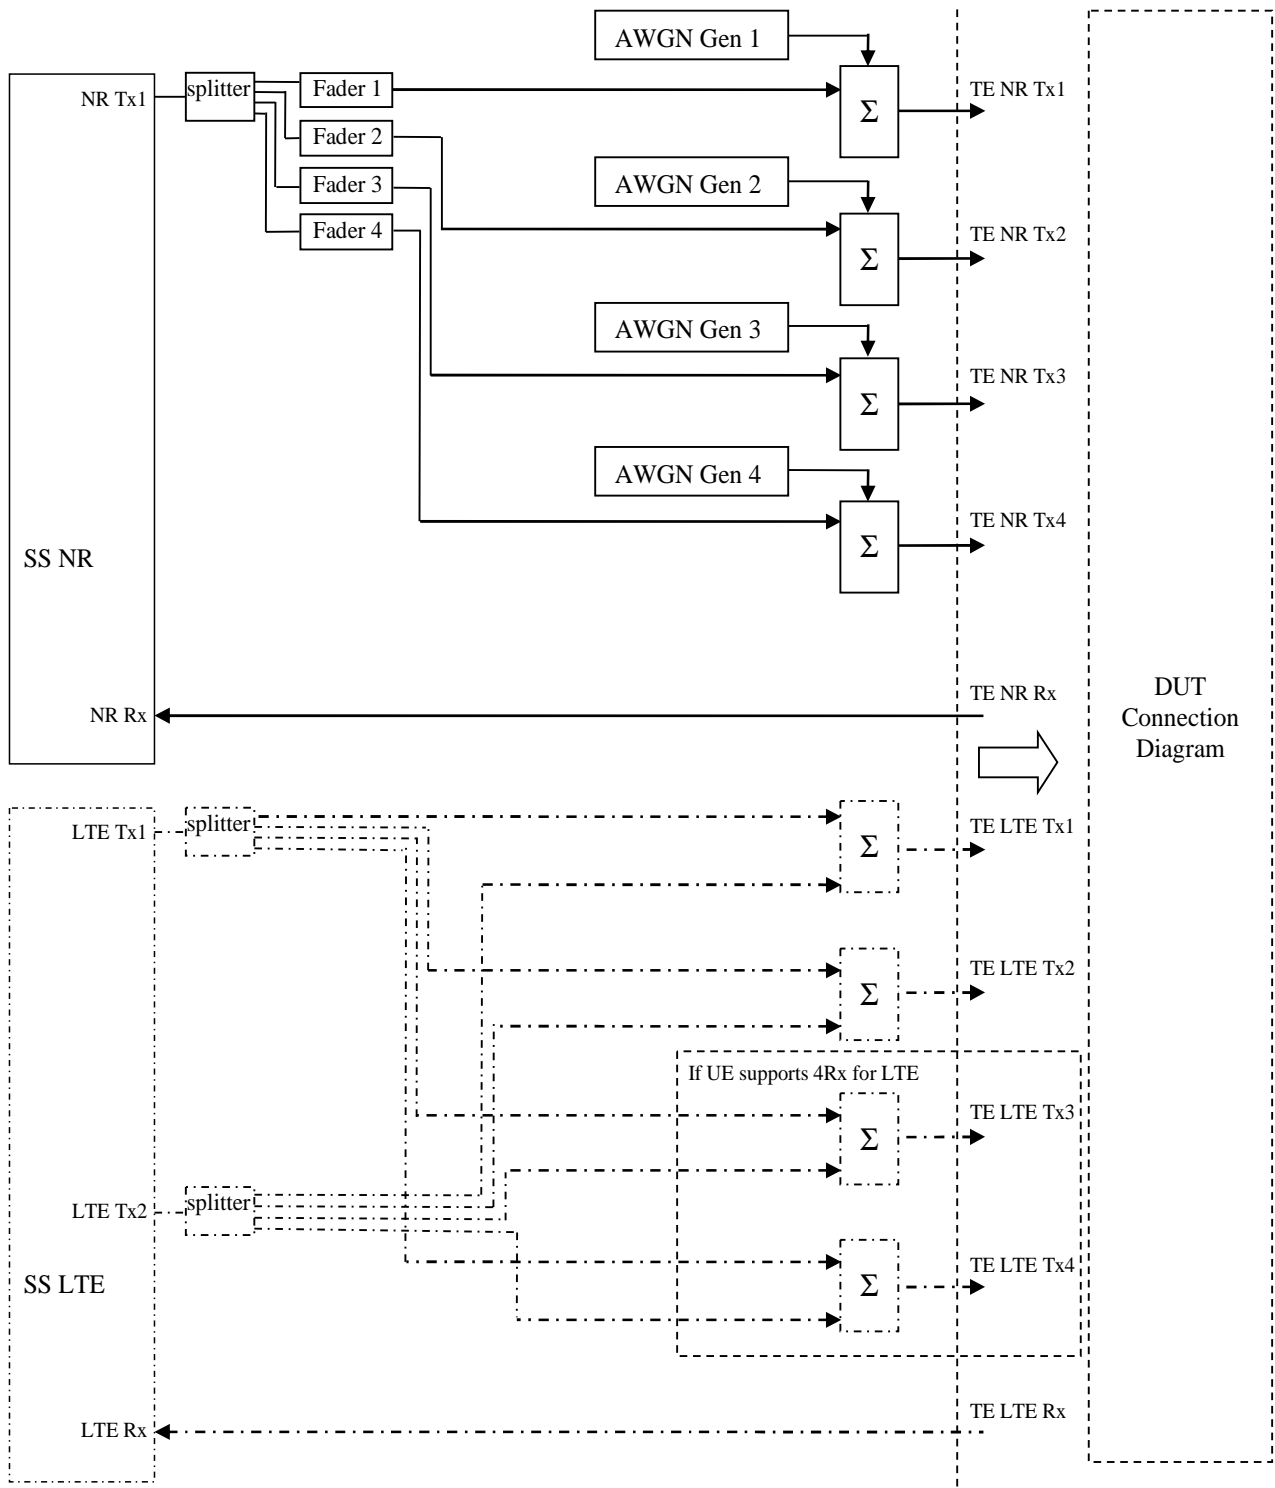 AWGN Gen 1
NR Tx1
splitter
Fader 1
Σ
TE NR Tx1
Fader 2
Fader 3
AWGN Gen 2
Fader 4
Σ
TE NR Tx2
AWGN Gen 3
Σ
TE NR Tx3
AWGN Gen 4
Σ
TE NR Tx4
SS NR
NR Rx
TE NR Rx
DUT
Connection
Diagram
LTE Tx1
splitter
Σ
TE LTE Tx1
Σ
TE LTE Tx2
If UE supports 4Rx for LTE
Σ
TE LTE Tx3
LTE Tx2
splitter
SS LTE
Σ
TE LTE Tx4
LTE Rx
TE LTE Rx